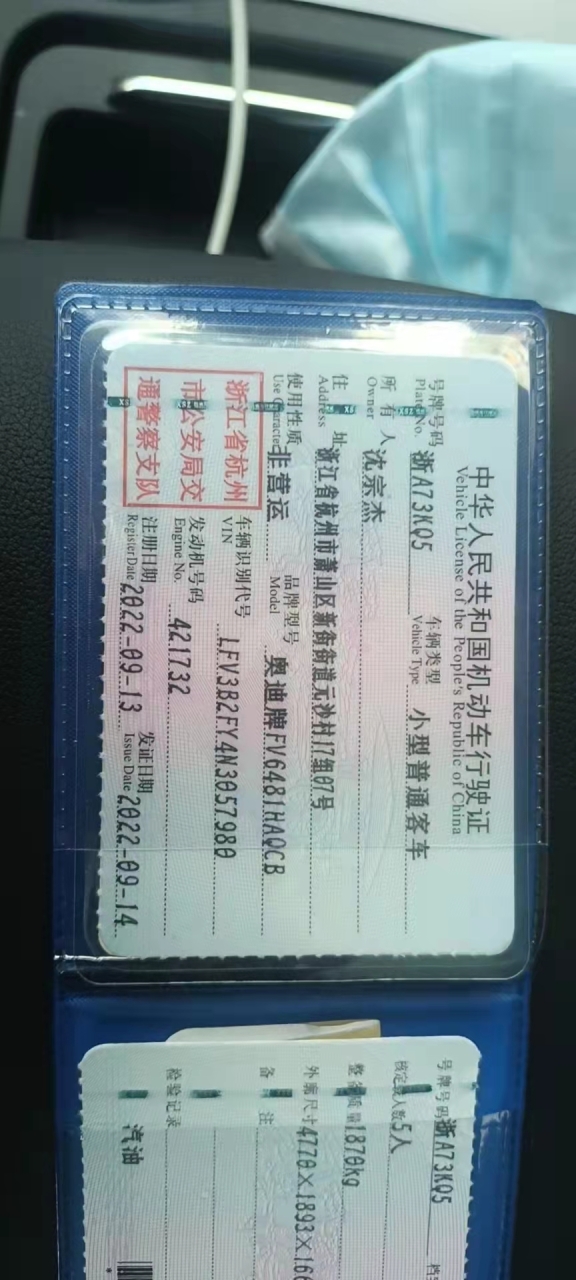 中华人民共和国机动车行驶证
Vehicle License of the People's Republic of China
号牌号码 浙A73KQ5 车辆类型 小型普通客车
Plate No. Vehicle Type
所有人 沈宗杰
Owner
住址 浙江省杭州市萧山区新街街道元沙村17组07号
Address
使用性质 非营运 品牌型号 奥迪牌FV6481HAQCB
Use Character Model
浙江省杭州
市公安局交
通警察支队
车辆识别代号 LFV3B2FY4N3057980
VIN
发动机号码 421732
Engine No.
注册日期 2022-09-13 发证日期 2022-09-14
Register Date Issue Date
号牌号码 浙A73KQ5 档
核定载人数 5人
整备质量 1870kg
外廓尺寸 4770×1893×166
备注
检验记录
汽油